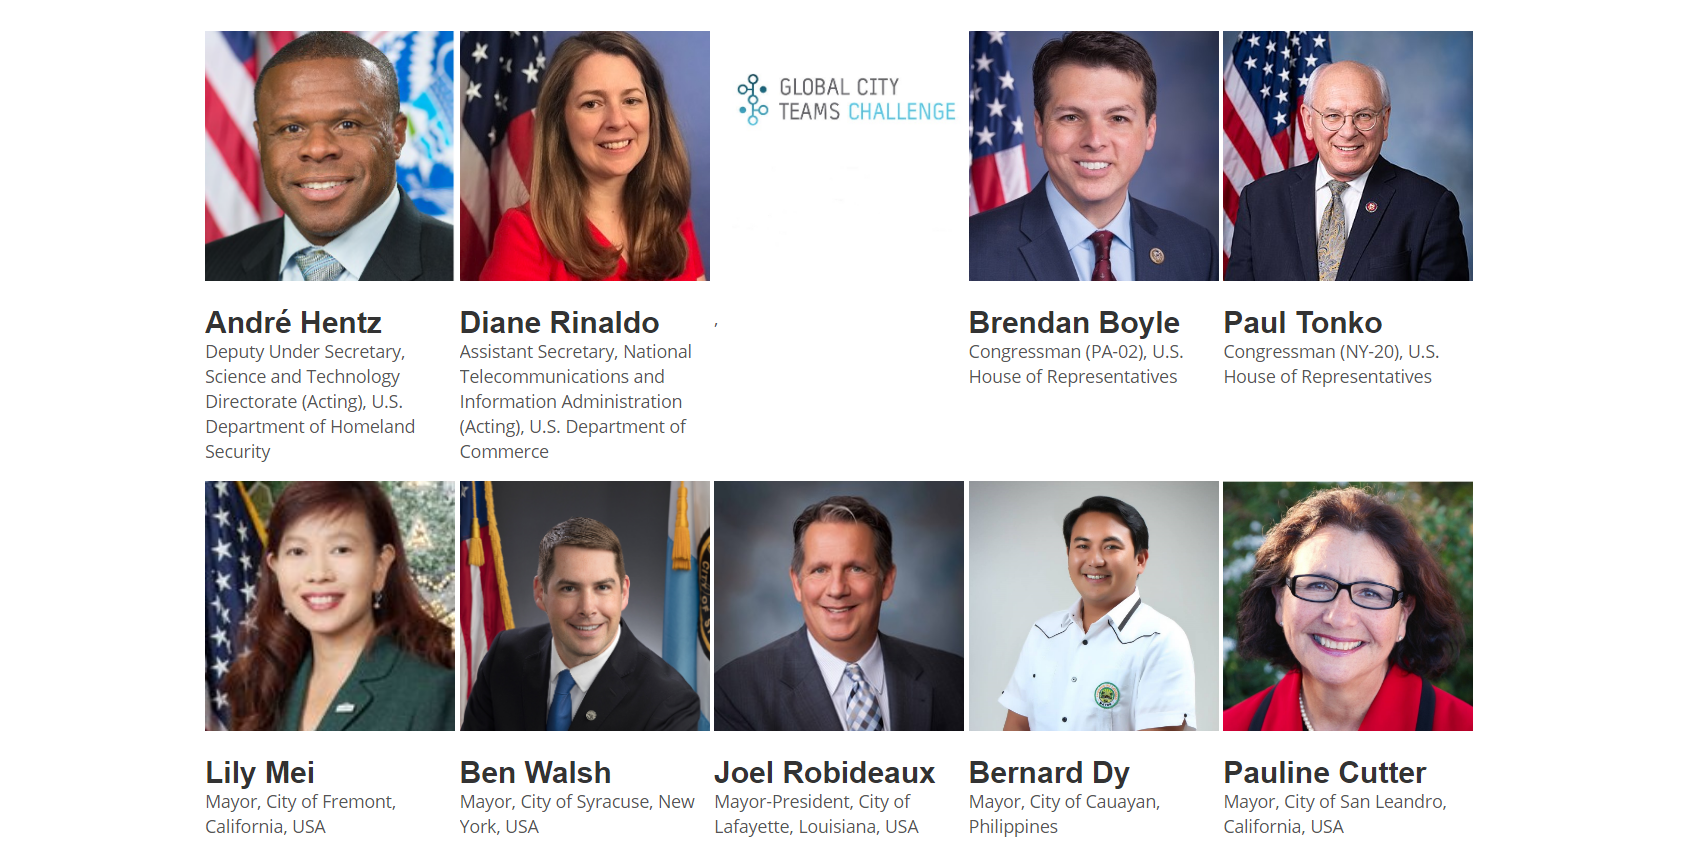 GLOBAL CITY
TEAMS CHALLENGE
André Hentz
Deputy Under Secretary,
Science and Technology
Directorate (Acting), U.S.
Department of Homeland
Security
Diane Rinaldo
Assistant Secretary, National
Telecommunications and
Information Administration
(Acting), U.S. Department of
Commerce
,
Brendan Boyle
Congressman (PA-02), U.S.
House of Representatives
Paul Tonko
Congressman (NY-20), U.S.
House of Representatives
Lily Mei
Mayor, City of Fremont,
California, USA
Ben Walsh
Mayor, City of Syracuse, New
York, USA
Joel Robideaux
Mayor-President, City of
Lafayette, Louisiana, USA
Bernard Dy
Mayor, City of Cauayan,
Philippines
Pauline Cutter
Mayor, City of San Leandro,
California, USA